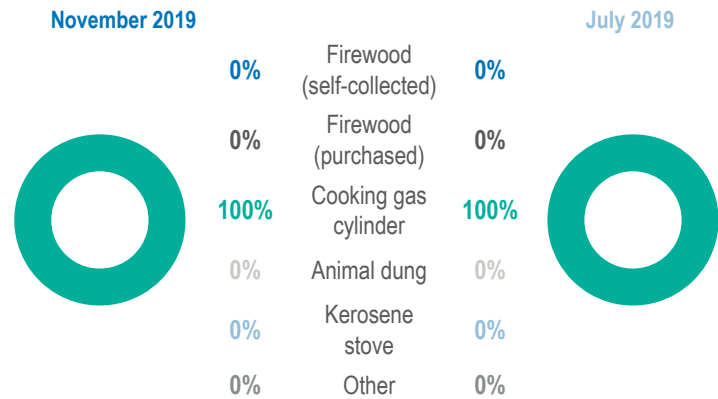 November 2019 July 2019
0% Firewood (self-collected) 0%
0% Firewood (purchased) 0%
100% Cooking gas cylinder 100%
0% Animal dung 0%
0% Kerosene stove 0%
0% Other 0%